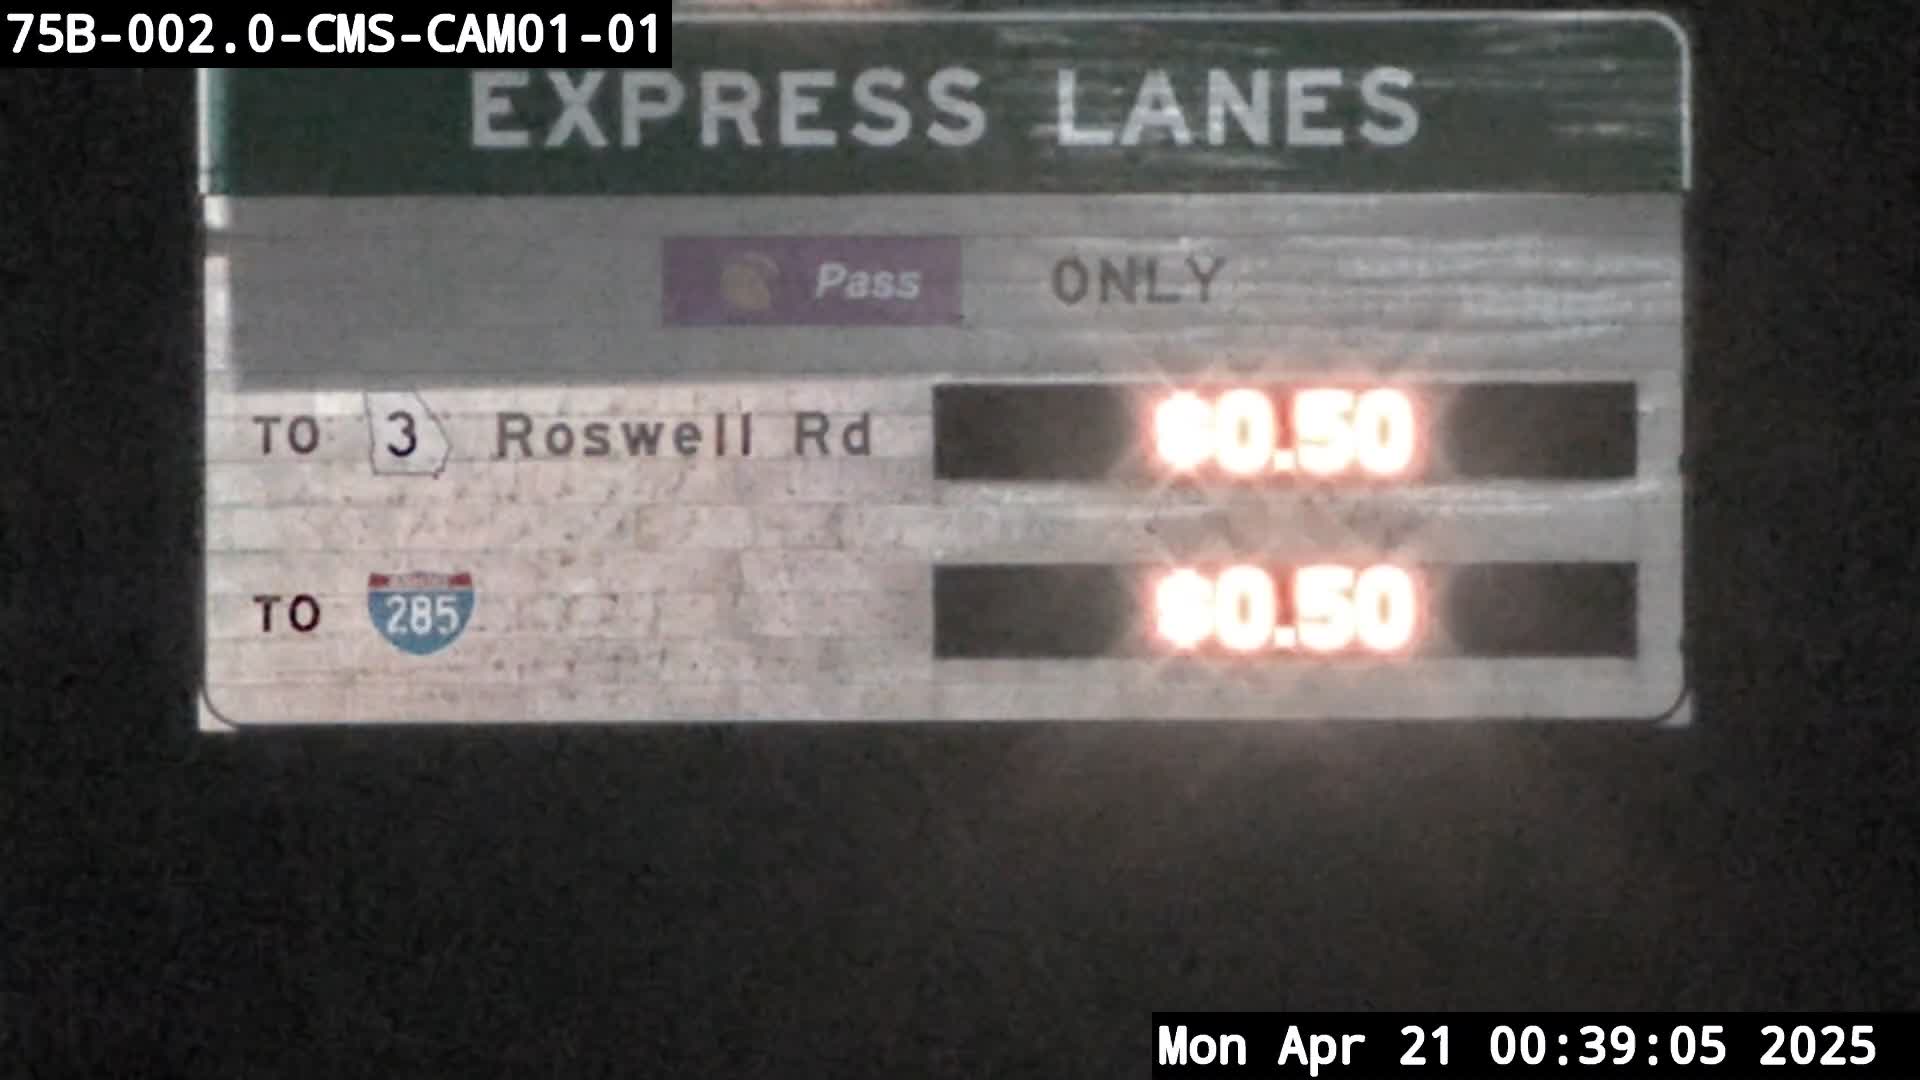 75B-002.0-CMS-CAM01-01
EXPRESS LANES
Pass ONLY
TO 3 Roswell Rd $0.50
TO 285 $0.50
Mon Apr 21 00:39:05 2025